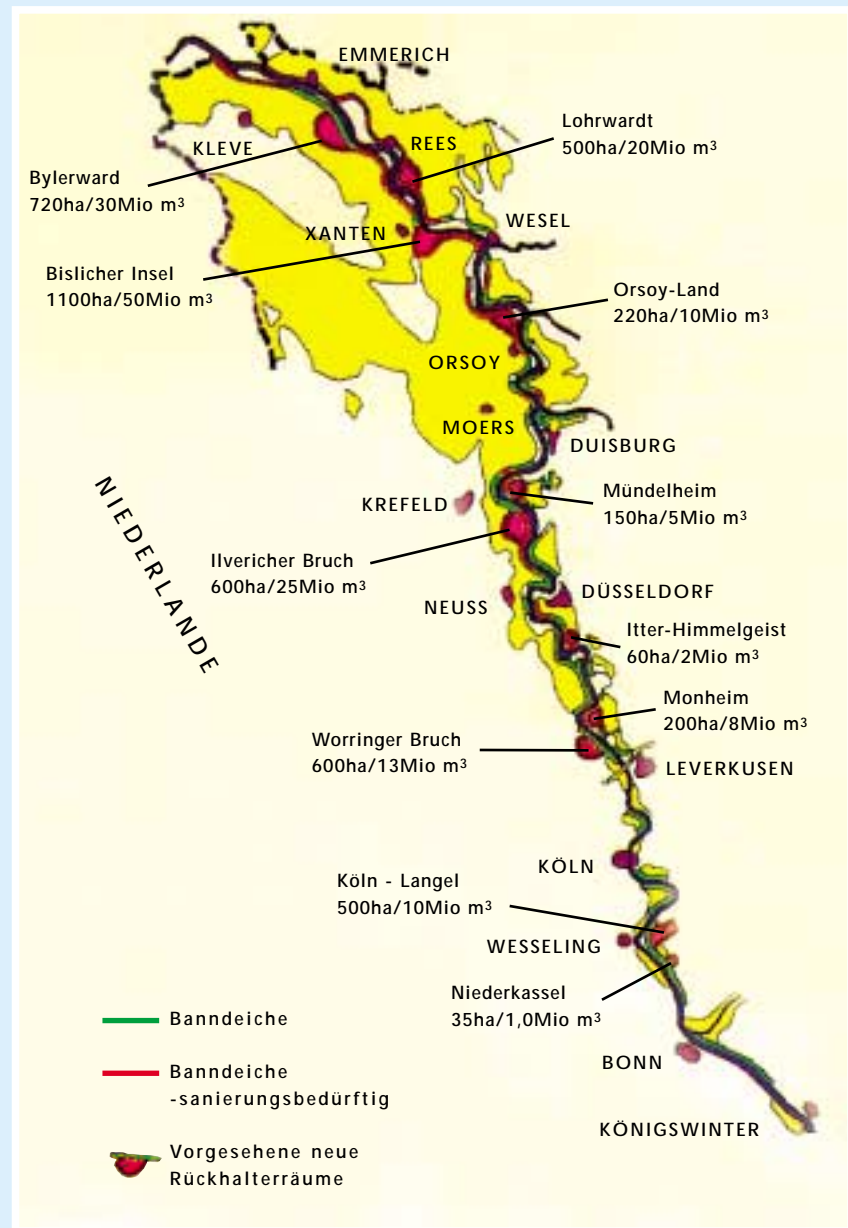 EMMERICH
Lohrwardt
500ha/20Mio m³
KLEVE
REES
Bylerward
720ha/30Mio m³
XANTEN
WESEL
Bislicher Insel
1100ha/50Mio m³
Orsoy-Land
220ha/10Mio m³
ORSOY
MOERS
DUISBURG
NIEDERLANDE
KREFELD
Mündelheim
150ha/5Mio m³
Ilvericher Bruch
600ha/25Mio m³
NEUSS
DÜSSELDORF
Itter-Himmelgeist
60ha/2Mio m³
Monheim
200ha/8Mio m³
Worringer Bruch
600ha/13Mio m³
LEVERKUSEN
KÖLN
Köln - Langel
500ha/10Mio m³
WESSELING
Niederkassel
35ha/1,0Mio m³
BONN
KÖNIGSWINTER
Banndeiche
Banndeiche
-sanierungsbedürftig
Vorgesehene neue
Rückhalterräume